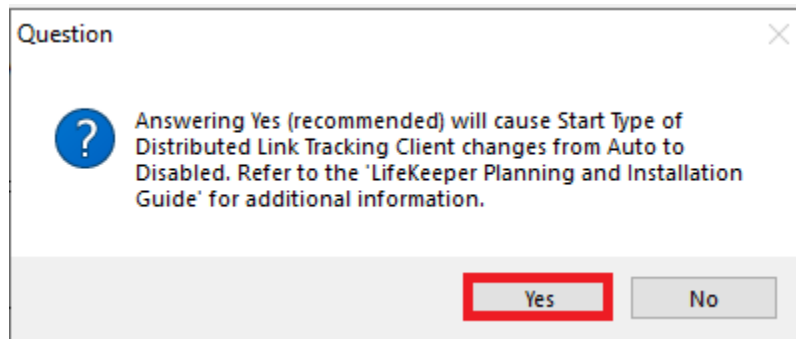 Question
?
Answering Yes (recommended) will cause Start Type of
Distributed Link Tracking Client changes from Auto to
Disabled. Refer to the 'LifeKeeper Planning and Installation
Guide' for additional information.
Yes No